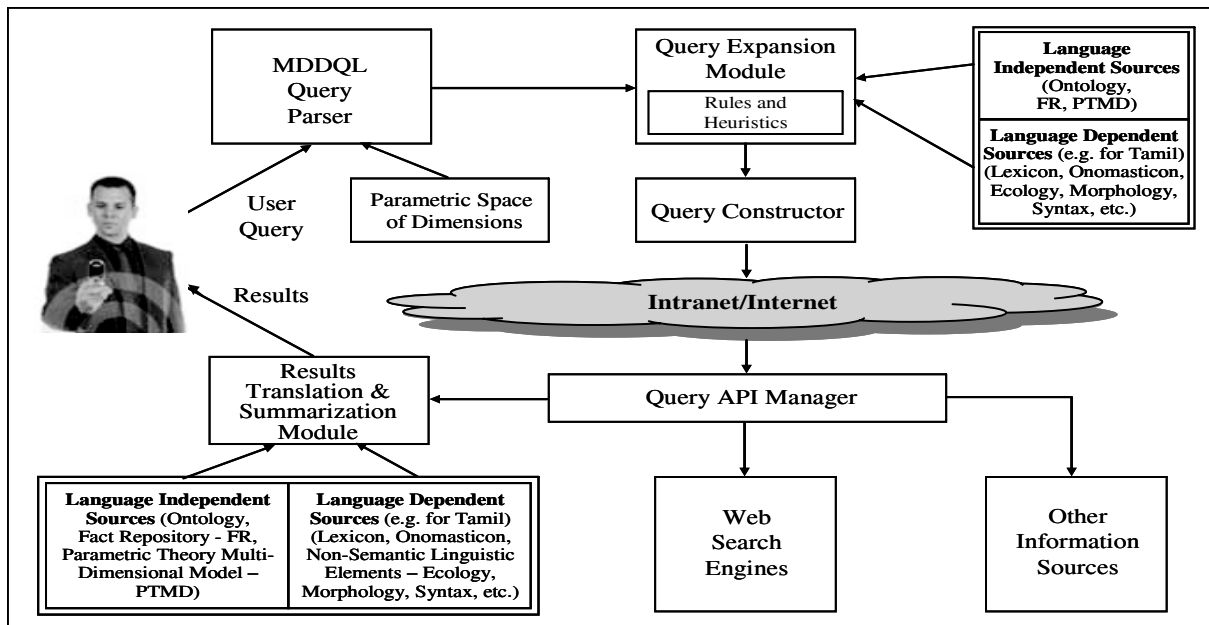 MDDQL
Query
Parser
Query Expansion
Module
Rules and
Heuristics
Language
Independent Sources
(Ontology,
FR, PTMD)
Language Dependent
Sources (e.g. for Tamil)
(Lexicon, Onomasticon,
Ecology, Morphology,
Syntax, etc.)
User
Query
Parametric Space
of Dimensions
Query Constructor
Results
Intranet/Internet
Results
Translation &
Summarization
Module
Query API Manager
Language Independent
Sources (Ontology,
Fact Repository - FR,
Parametric Theory Multi-
Dimensional Model –
PTMD)
Language Dependent
Sources (e.g. for Tamil)
(Lexicon, Onomasticon,
Non-Semantic Linguistic
Elements – Ecology,
Morphology, Syntax, etc.)
Web
Search
Engines
Other
Information
Sources